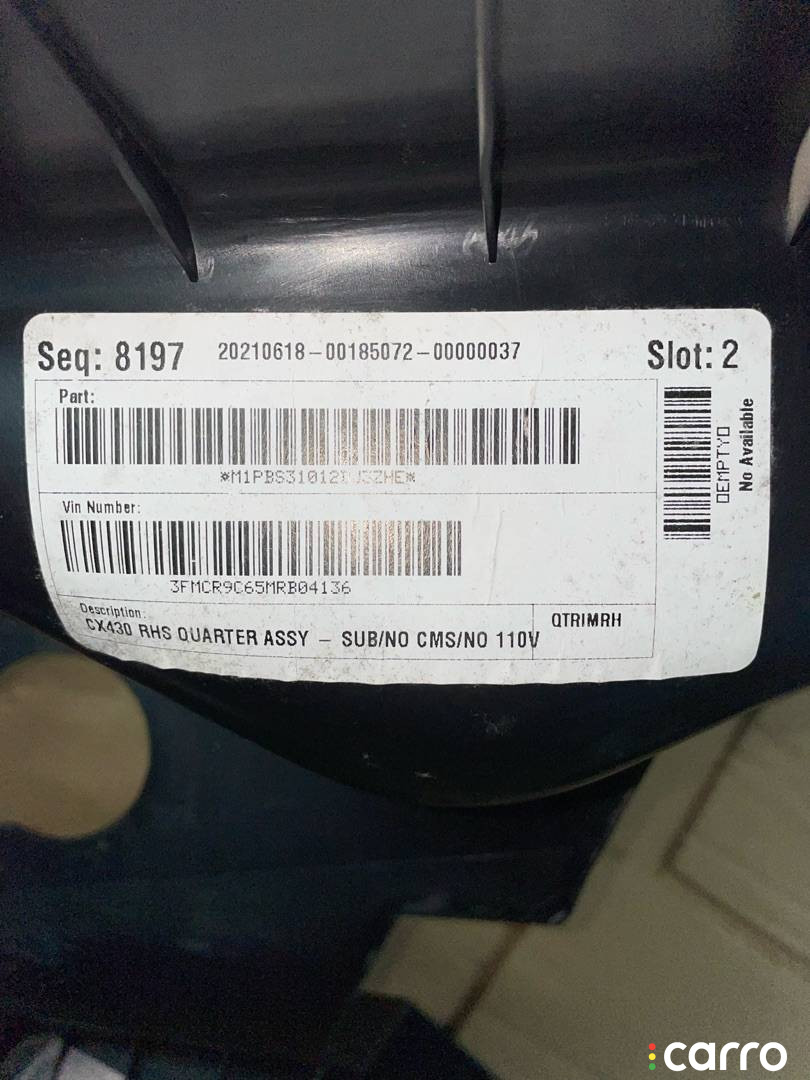 Seq: 8197 20210618-00185072-00000037 Slot: 2
Part:
Vin Number:
3FMCR9C65MRB04136
Description:
CX430 RHS QUARTER ASSY - SUB/NO CMS/NO 110V
QTRIMRH
No Available
carro